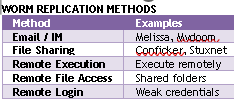 WORM REPLICATION METHODS
Method Examples
Email / IM Melissa, Mydoom
File Sharing Conficker, Stuxnet
Remote Execution Execute remotely
Remote File Access Shared folders
Remote Login Weak credentials